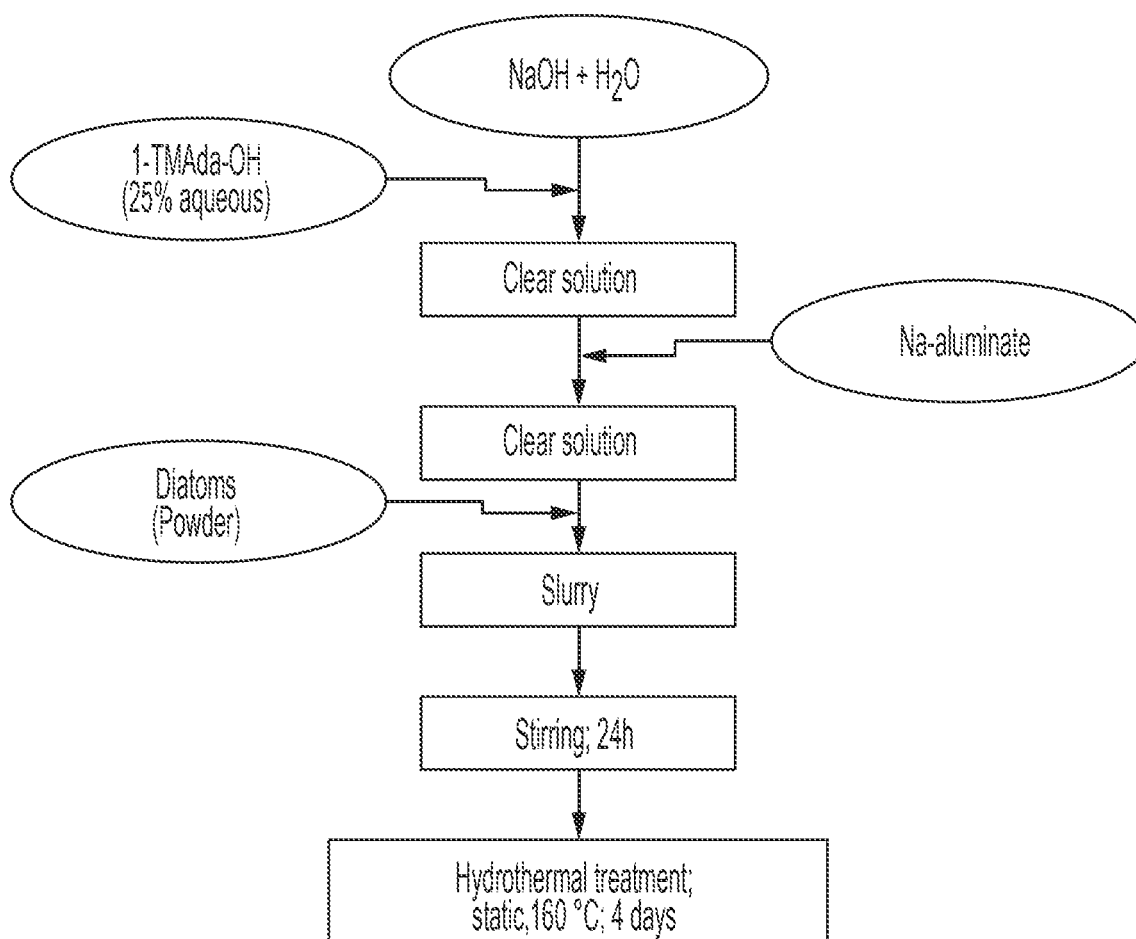 NaOH + H₂O
1-TMAda-OH
(25% aqueous)
Clear solution
Na-aluminate
Clear solution
Diatoms
(Powder)
Slurry
Stirring; 24h
Hydrothermal treatment;
static,160 °C; 4 days